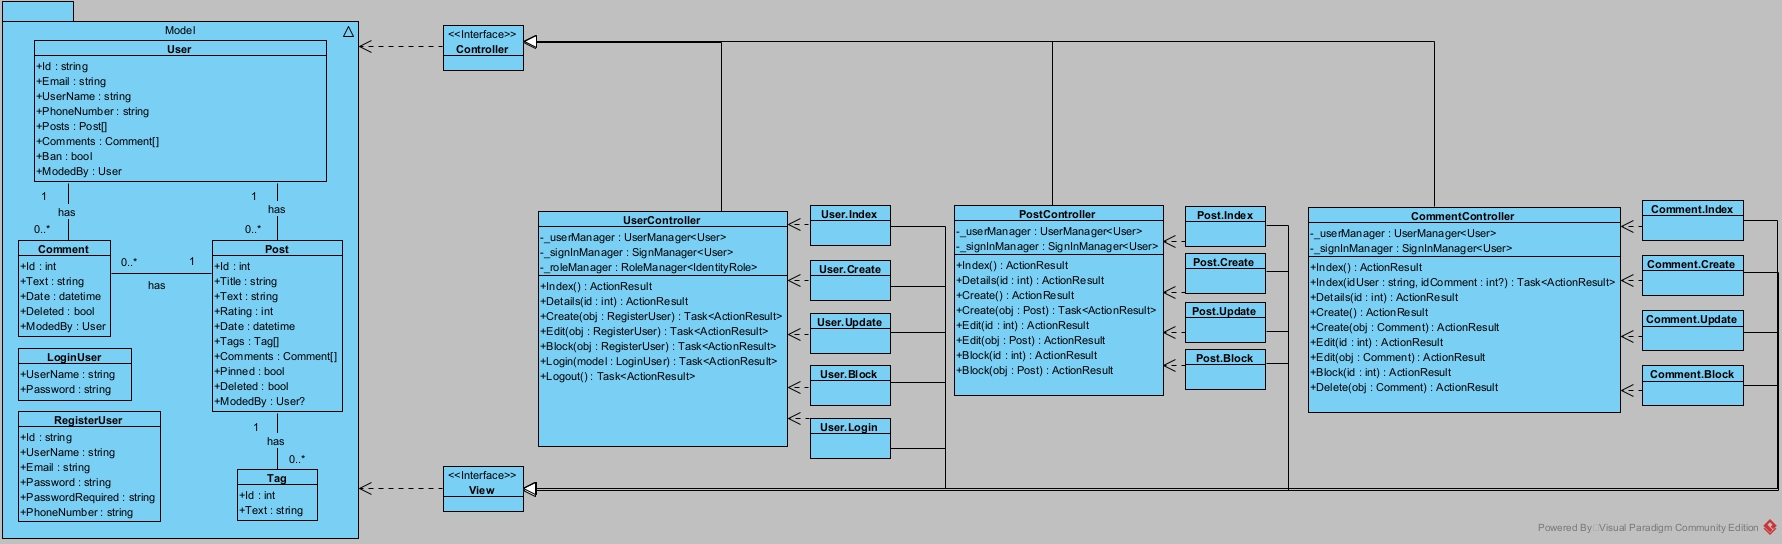 Model
User
+Id : string
+Email : string
+UserName : string
+PhoneNumber : string
+Posts : Post[]
+Comments : Comment[]
+Ban : bool
+ModedBy : User
1
has
0..*
1
has
0..*
Comment
+Id : int
+Text : string
+Date : datetime
+Deleted : bool
+ModedBy : User
0..*
1
has
Post
+Id : int
+Title : string
+Text : string
+Rating : int
+Date : datetime
+Tags : Tag[]
+Comments : Comment[]
+Pinned : bool
+Deleted : bool
+ModedBy : User?
LoginUser
+UserName : string
+Password : string
RegisterUser
+Id : string
+UserName : string
+Email : string
+Password : string
+PasswordRequired : string
+PhoneNumber : string
1
has
0..*
Tag
+Id : int
+Text : string
<<Interface>>
Controller
<<Interface>>
View
UserController
-_userManager : UserManager<User>
-_signInManager : SignManager<User>
-_roleManager : RoleManager<IdentityRole>
+Index() : ActionResult
+Details(id : int) : ActionResult
+Create(obj : RegisterUser) : Task<ActionResult>
+Edit(obj : RegisterUser) : Task<ActionResult>
+Block(obj : RegisterUser) : Task<ActionResult>
+Login(model : LoginUser) : Task<ActionResult>
+Logout() : Task<ActionResult>
User.Index
User.Create
User.Update
User.Block
User.Login
PostController
-_userManager : UserManager<User>
-_signInManager : SignInManager<User>
+Index() : ActionResult
+Details(id : int) : ActionResult
+Create() : ActionResult
+Create(obj : Post) : Task<ActionResult>
+Edit(id : int) : ActionResult
+Edit(obj : Post) : ActionResult
+Block(id : int) : ActionResult
+Block(obj : Post) : ActionResult
Post.Index
Post.Create
Post.Update
Post.Block
CommentController
-_userManager : UserManager<User>
-_signInManager : SignInManager<User>
+Index() : ActionResult
+Index(idUser : string, idComment : int?) : Task<ActionResult>
+Details(id : int) : ActionResult
+Create() : ActionResult
+Create(obj : Comment) : ActionResult
+Edit(id : int) : ActionResult
+Edit(obj : Comment) : ActionResult
+Block(id : int) : ActionResult
+Delete(obj : Comment) : ActionResult
Comment.Index
Comment.Create
Comment.Update
Comment.Block
Powered By Visual Paradigm Community Edition